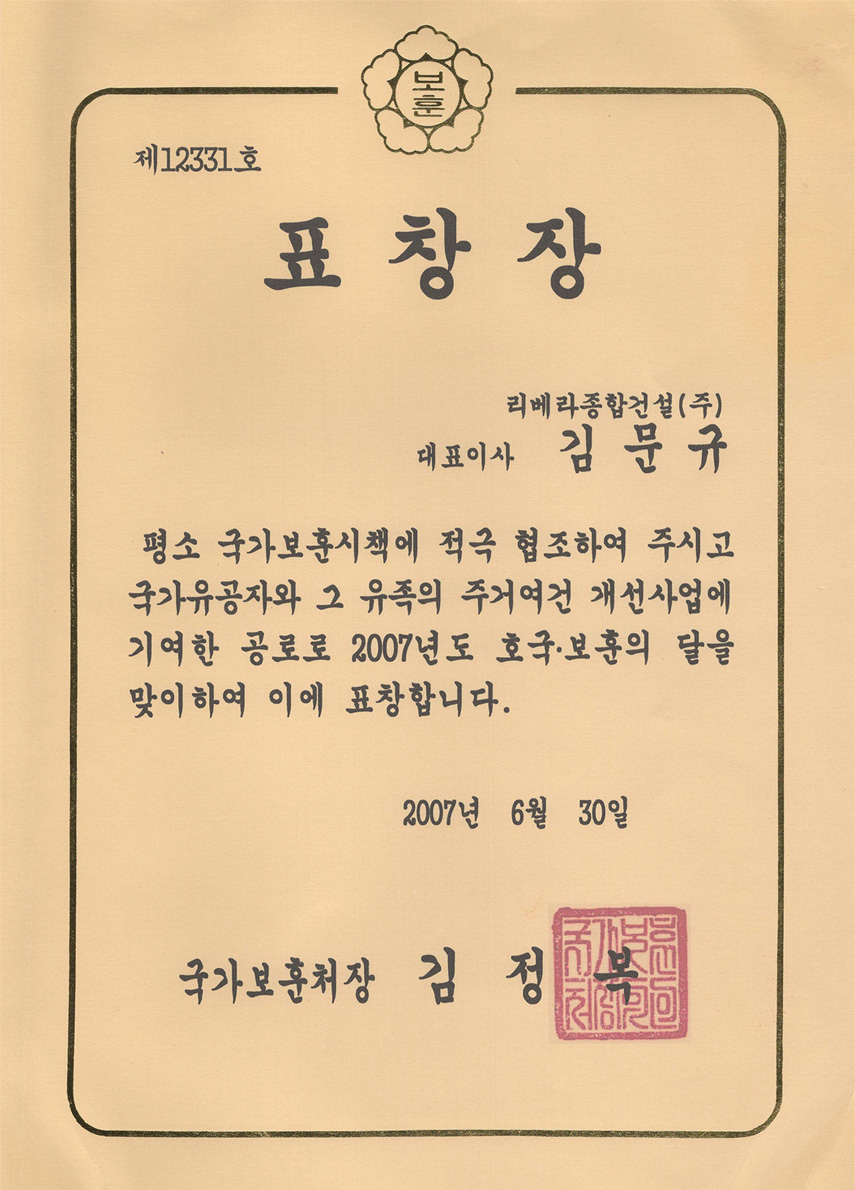 보훈
제12331호
표창장
리베라종합건설(주)
대표이사 김문규
평소 국가보훈시책에 적극 협조하여 주시고
국가유공자와 그 유족의 주거여건 개선사업에
기여한 공로로 2007년도 호국·보훈의 달을
맞이하여 이에 표창합니다.
2007년 6월 30일
국가보훈처장 김정복